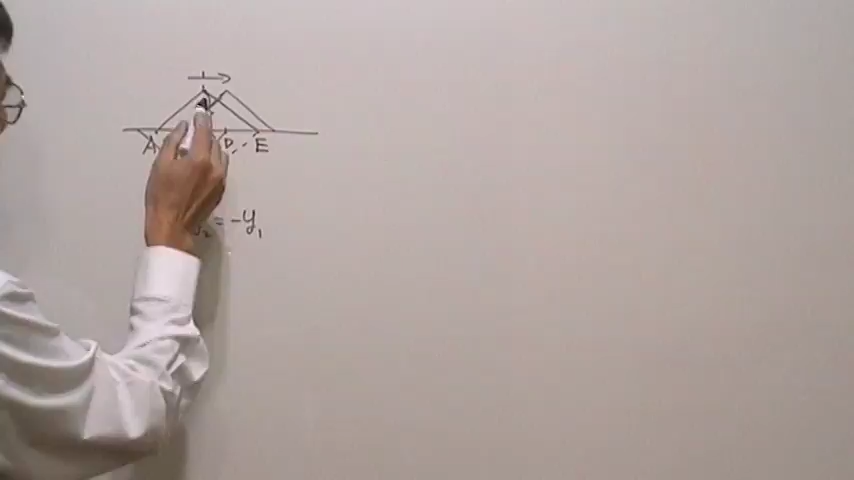 A D E
= -y₁